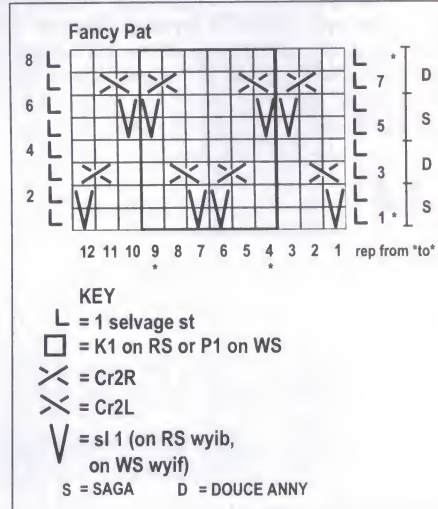 Fancy Pat
8 L L *
L L 7 D
6 L L
L L 5 S
4 L L
L L 3 D
2 L L
L L 1 * S
12 11 10 9 8 7 6 5 4 3 2 1 rep from *to*
* *
KEY
L = 1 selvage st
= K1 on RS or P1 on WS
= Cr2R
= Cr2L
V = sl 1 (on RS wyib,
on WS wyif)
S = SAGA D = DOUCE ANNY